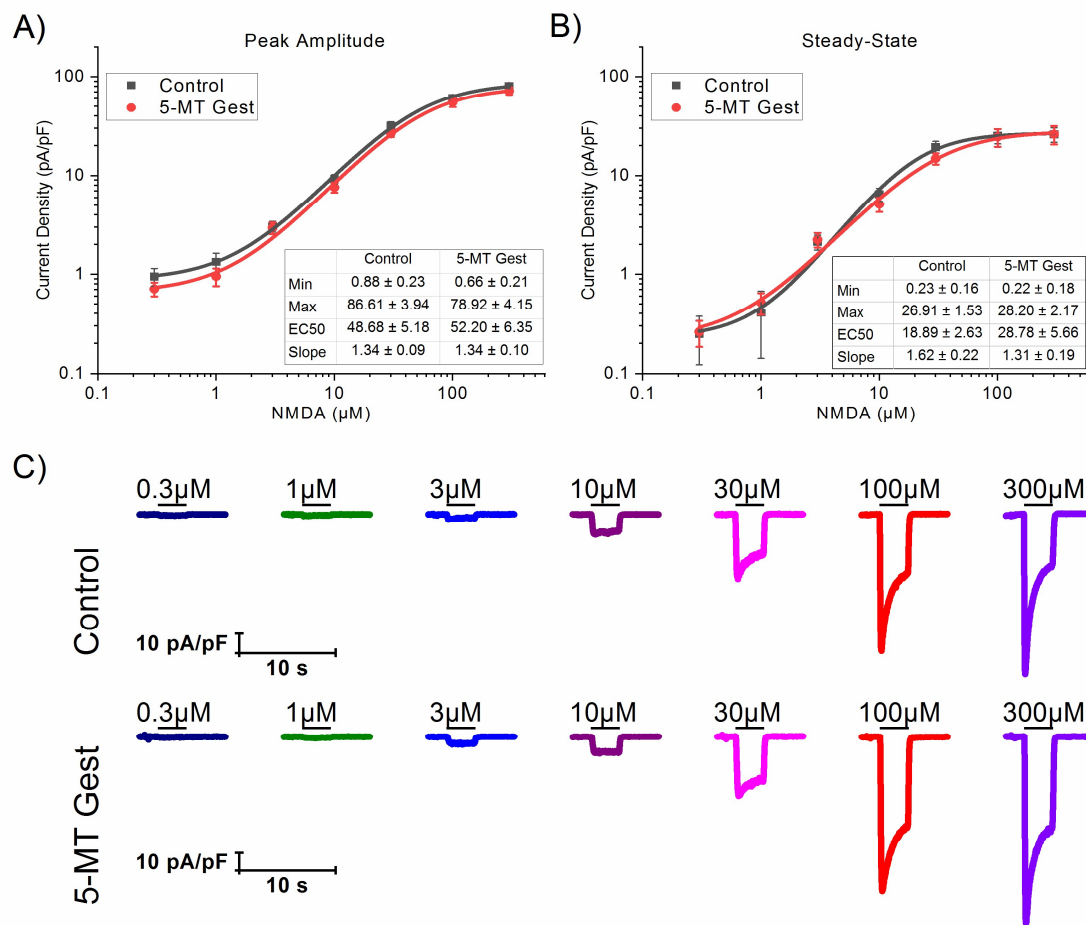 A)
Peak Amplitude
Control
5-MT Gest
Current Density (pA/pF)
100
10
1
0.1
0.1 1 10 100
NMDA (µM)
Control 5-MT Gest
Min 0.88 ± 0.23 0.66 ± 0.21
Max 86.61 ± 3.94 78.92 ± 4.15
EC50 48.68 ± 5.18 52.20 ± 6.35
Slope 1.34 ± 0.09 1.34 ± 0.10
B)
Steady-State
Control
5-MT Gest
Current Density (pA/pF)
100
10
1
0.1
0.1 1 10 100
NMDA (µM)
Control 5-MT Gest
Min 0.23 ± 0.16 0.22 ± 0.18
Max 26.91 ± 1.53 28.20 ± 2.17
EC50 18.89 ± 2.63 28.78 ± 5.66
Slope 1.62 ± 0.22 1.31 ± 0.19
C)
Control
0.3µM 1µM 3µM 10µM 30µM 100µM 300µM
10 pA/pF
10 s
5-MT Gest
0.3µM 1µM 3µM 10µM 30µM 100µM 300µM
10 pA/pF
10 s